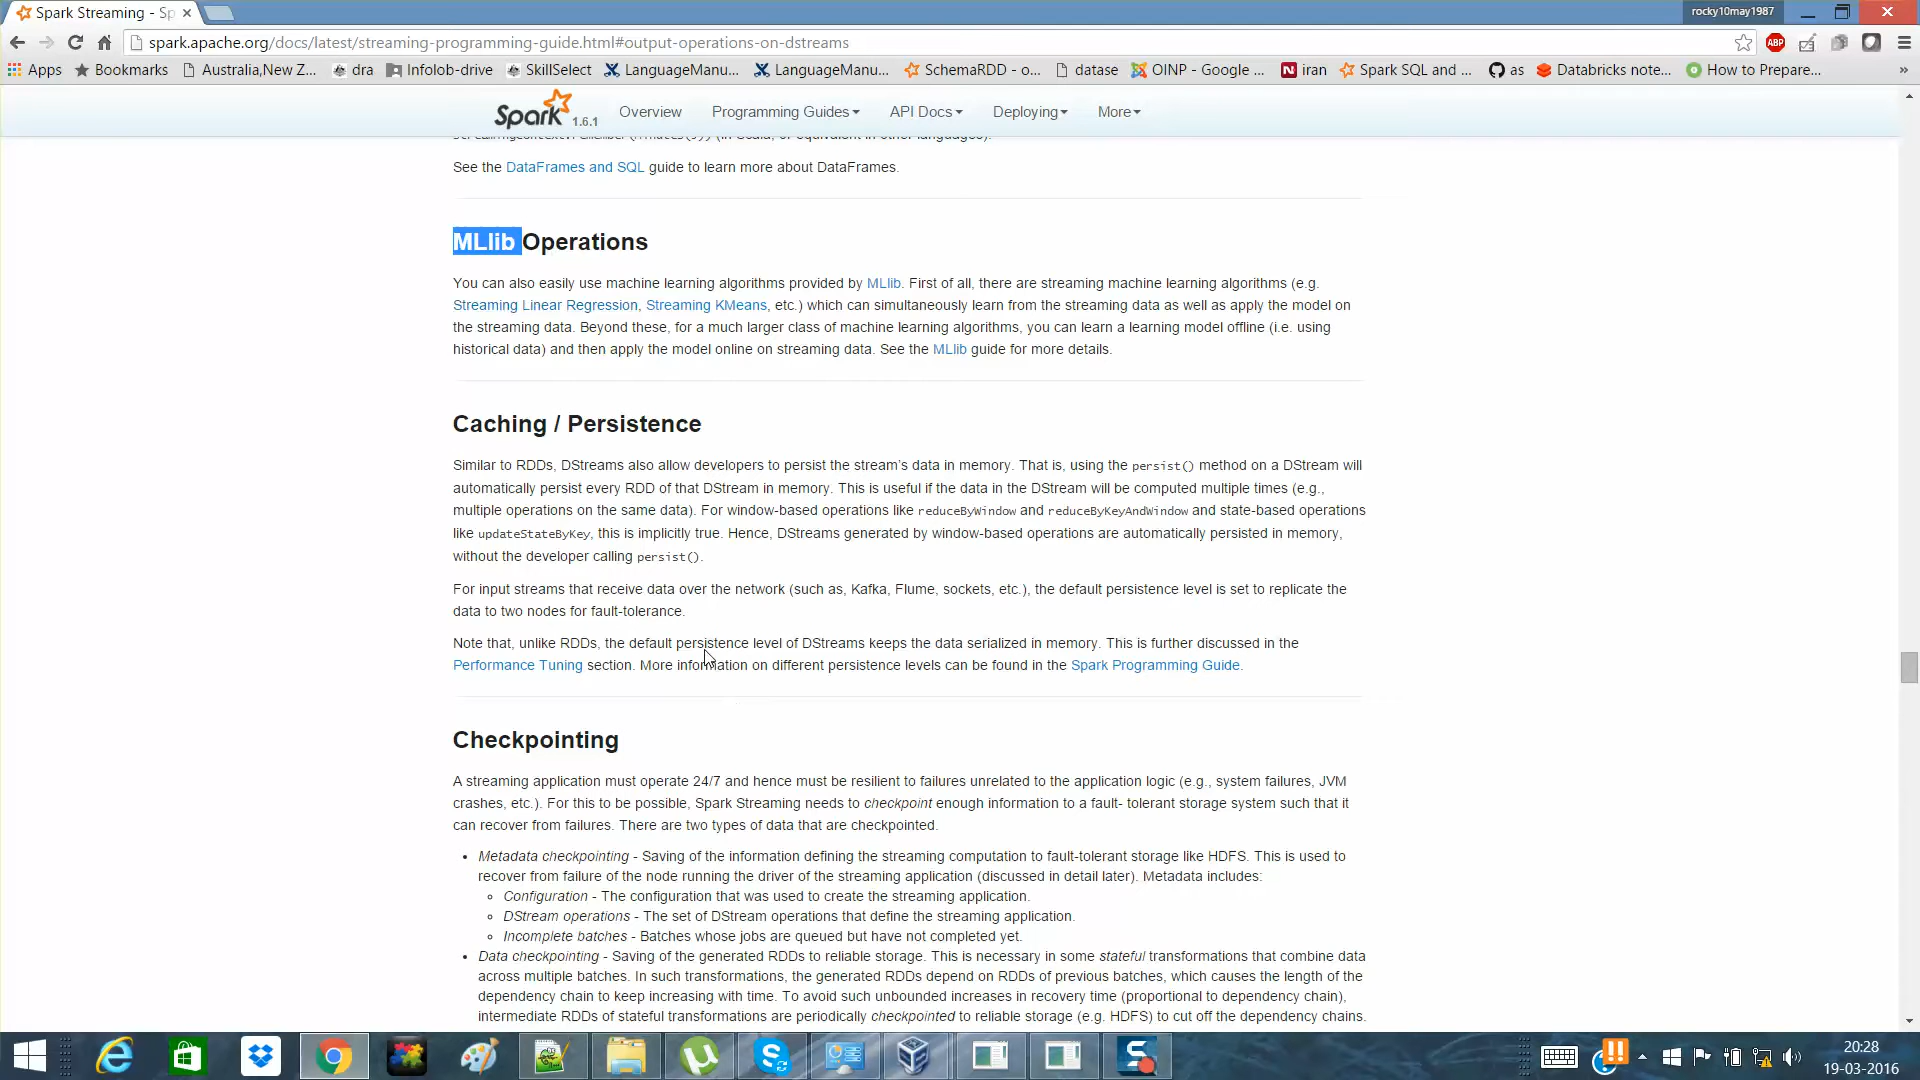 Spark Streaming - Sp
rocky10may1987
spark.apache.org/docs/latest/streaming-programming-guide.html#output-operations-on-dstreams
ABP
Apps Bookmarks Australia,New Z... dra Infolob-drive SkillSelect LanguageManu... LanguageManu... SchemaRDD - o... datase OINP - Google ... iran Spark SQL and ... as Databricks note... How to Prepare... »
Spark 1.6.1 Overview Programming Guides API Docs Deploying More
See the DataFrames and SQL guide to learn more about DataFrames.
MLlib Operations
You can also easily use machine learning algorithms provided by MLlib. First of all, there are streaming machine learning algorithms (e.g.
Streaming Linear Regression, Streaming KMeans, etc.) which can simultaneously learn from the streaming data as well as apply the model on
the streaming data. Beyond these, for a much larger class of machine learning algorithms, you can learn a learning model offline (i.e. using
historical data) and then apply the model online on streaming data. See the MLlib guide for more details.
Caching / Persistence
Similar to RDDs, DStreams also allow developers to persist the stream’s data in memory. That is, using the persist() method on a DStream will
automatically persist every RDD of that DStream in memory. This is useful if the data in the DStream will be computed multiple times (e.g.,
multiple operations on the same data). For window-based operations like reduceByWindow and reduceByKeyAndWindow and state-based operations
like updateStateByKey, this is implicitly true. Hence, DStreams generated by window-based operations are automatically persisted in memory,
without the developer calling persist().
For input streams that receive data over the network (such as, Kafka, Flume, sockets, etc.), the default persistence level is set to replicate the
data to two nodes for fault-tolerance.
Note that, unlike RDDs, the default persistence level of DStreams keeps the data serialized in memory. This is further discussed in the
Performance Tuning section. More information on different persistence levels can be found in the Spark Programming Guide.
Checkpointing
A streaming application must operate 24/7 and hence must be resilient to failures unrelated to the application logic (e.g., system failures, JVM
crashes, etc.). For this to be possible, Spark Streaming needs to checkpoint enough information to a fault- tolerant storage system such that it
can recover from failures. There are two types of data that are checkpointed.
• Metadata checkpointing - Saving of the information defining the streaming computation to fault-tolerant storage like HDFS. This is used to
recover from failure of the node running the driver of the streaming application (discussed in detail later). Metadata includes:
◦ Configuration - The configuration that was used to create the streaming application.
◦ DStream operations - The set of DStream operations that define the streaming application.
◦ Incomplete batches - Batches whose jobs are queued but have not completed yet.
• Data checkpointing - Saving of the generated RDDs to reliable storage. This is necessary in some stateful transformations that combine data
across multiple batches. In such transformations, the generated RDDs depend on RDDs of previous batches, which causes the length of the
dependency chain to keep increasing with time. To avoid such unbounded increases in recovery time (proportional to dependency chain),
intermediate RDDs of stateful transformations are periodically checkpointed to reliable storage (e.g. HDFS) to cut off the dependency chains.
20:28
19-03-2016